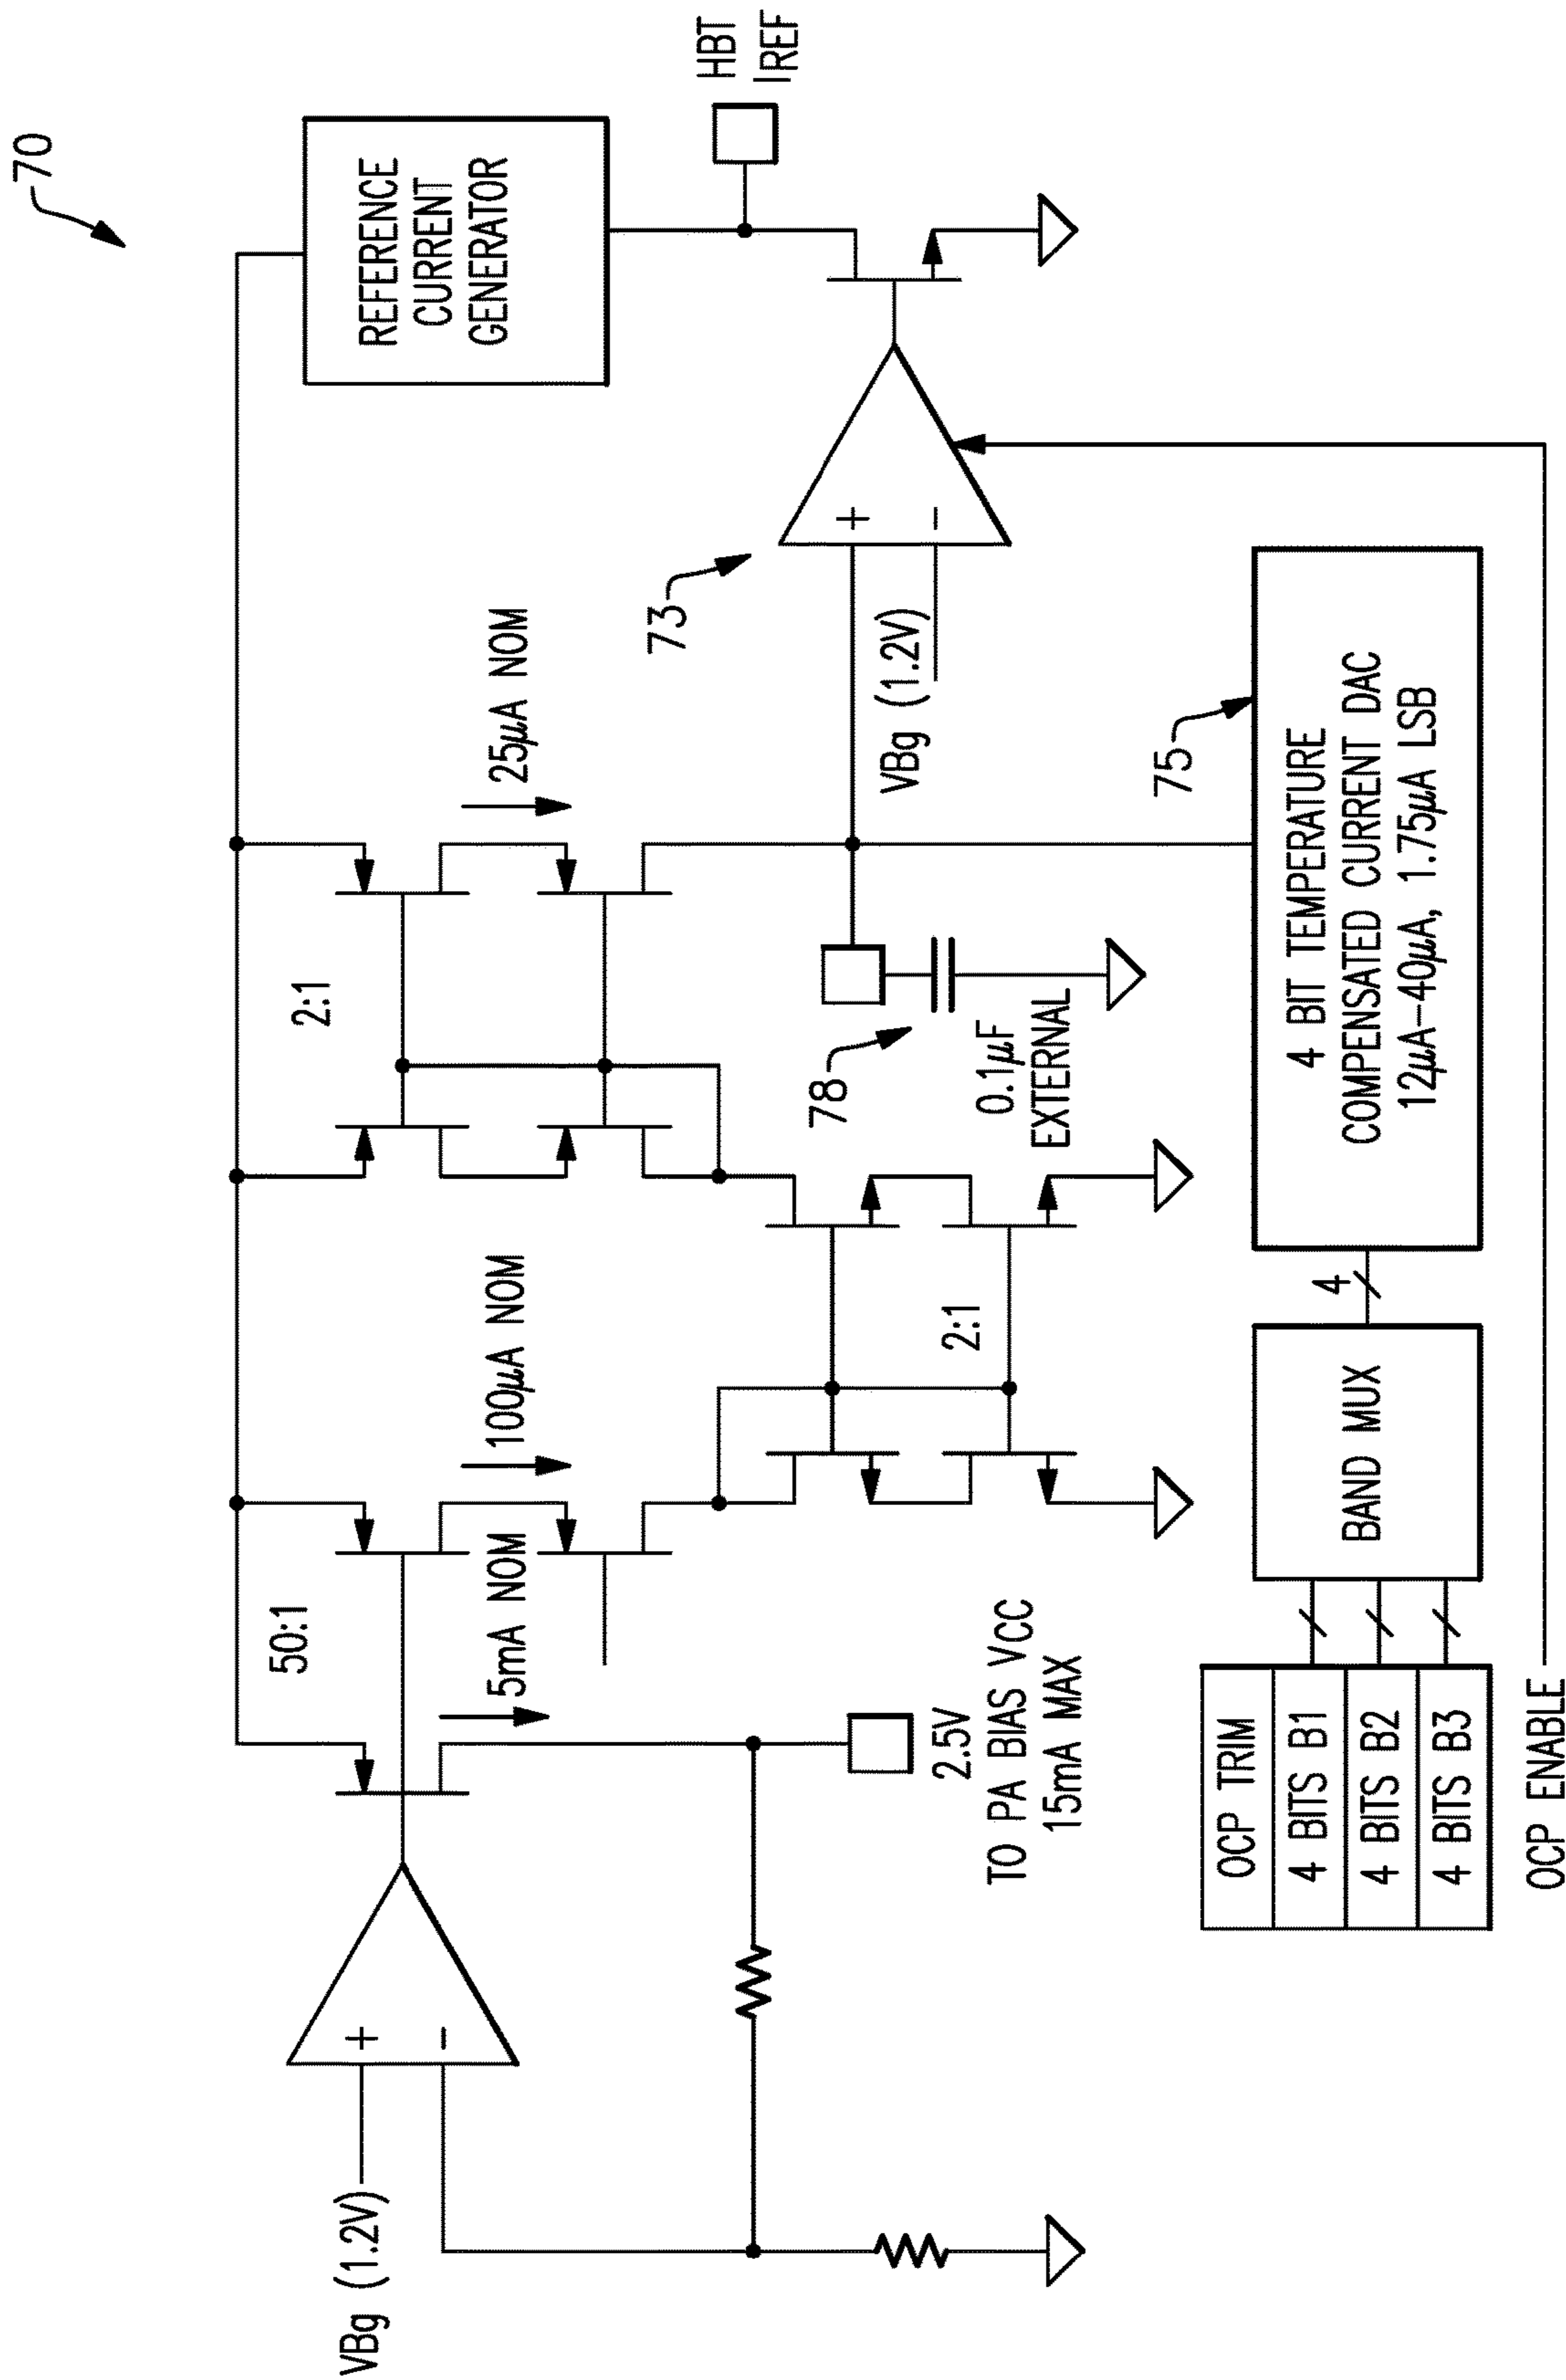 70
VBg (1.2V)
+
-
50:1
5mA NOM
2.5V
TO PA BIAS VCC
15mA MAX
100μA NOM
2:1
2:1
25μA NOM
78
0.1μF
EXTERNAL
73
VBg (1.2V)
+
-
REFERENCE
CURRENT
GENERATOR
HBT
IREF
75
4 BIT TEMPERATURE
COMPENSATED CURRENT DAC
12μA-40μA, 1.75μA LSB
4
BAND MUX
OCP TRIM
4 BITS B1
4 BITS B2
4 BITS B3
OCP ENABLE